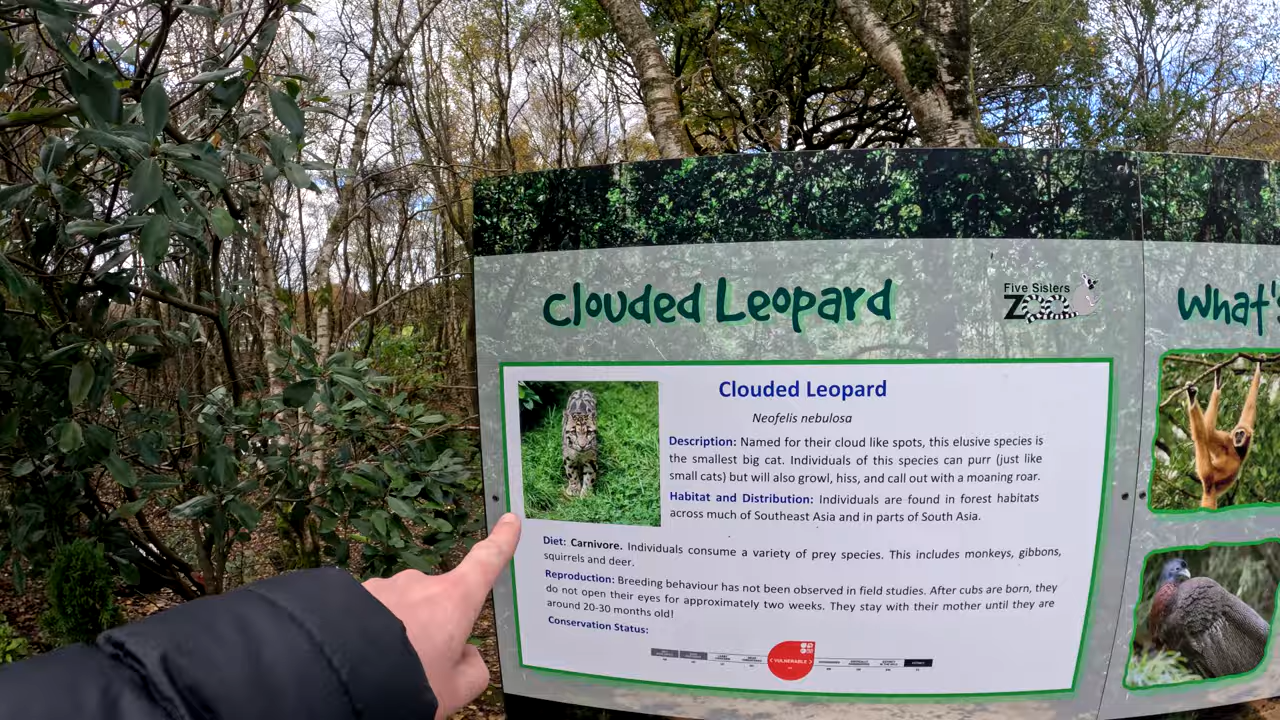 Clouded Leopard
Five Sisters
ZOO
What's
Clouded Leopard
Neofelis nebulosa
Description: Named for their cloud like spots, this elusive species is
the smallest big cat. Individuals of this species can purr (just like
small cats) but will also growl, hiss, and call out with a moaning roar.
Habitat and Distribution: Individuals are found in forest habitats
across much of Southeast Asia and in parts of South Asia.
Diet: Carnivore. Individuals consume a variety of prey species. This includes monkeys, gibbons,
squirrels and deer.
Reproduction: Breeding behaviour has not been observed in field studies. After cubs are born, they
do not open their eyes for approximately two weeks. They stay with their mother until they are
around 20-30 months old!
Conservation Status:
VULNERABLE